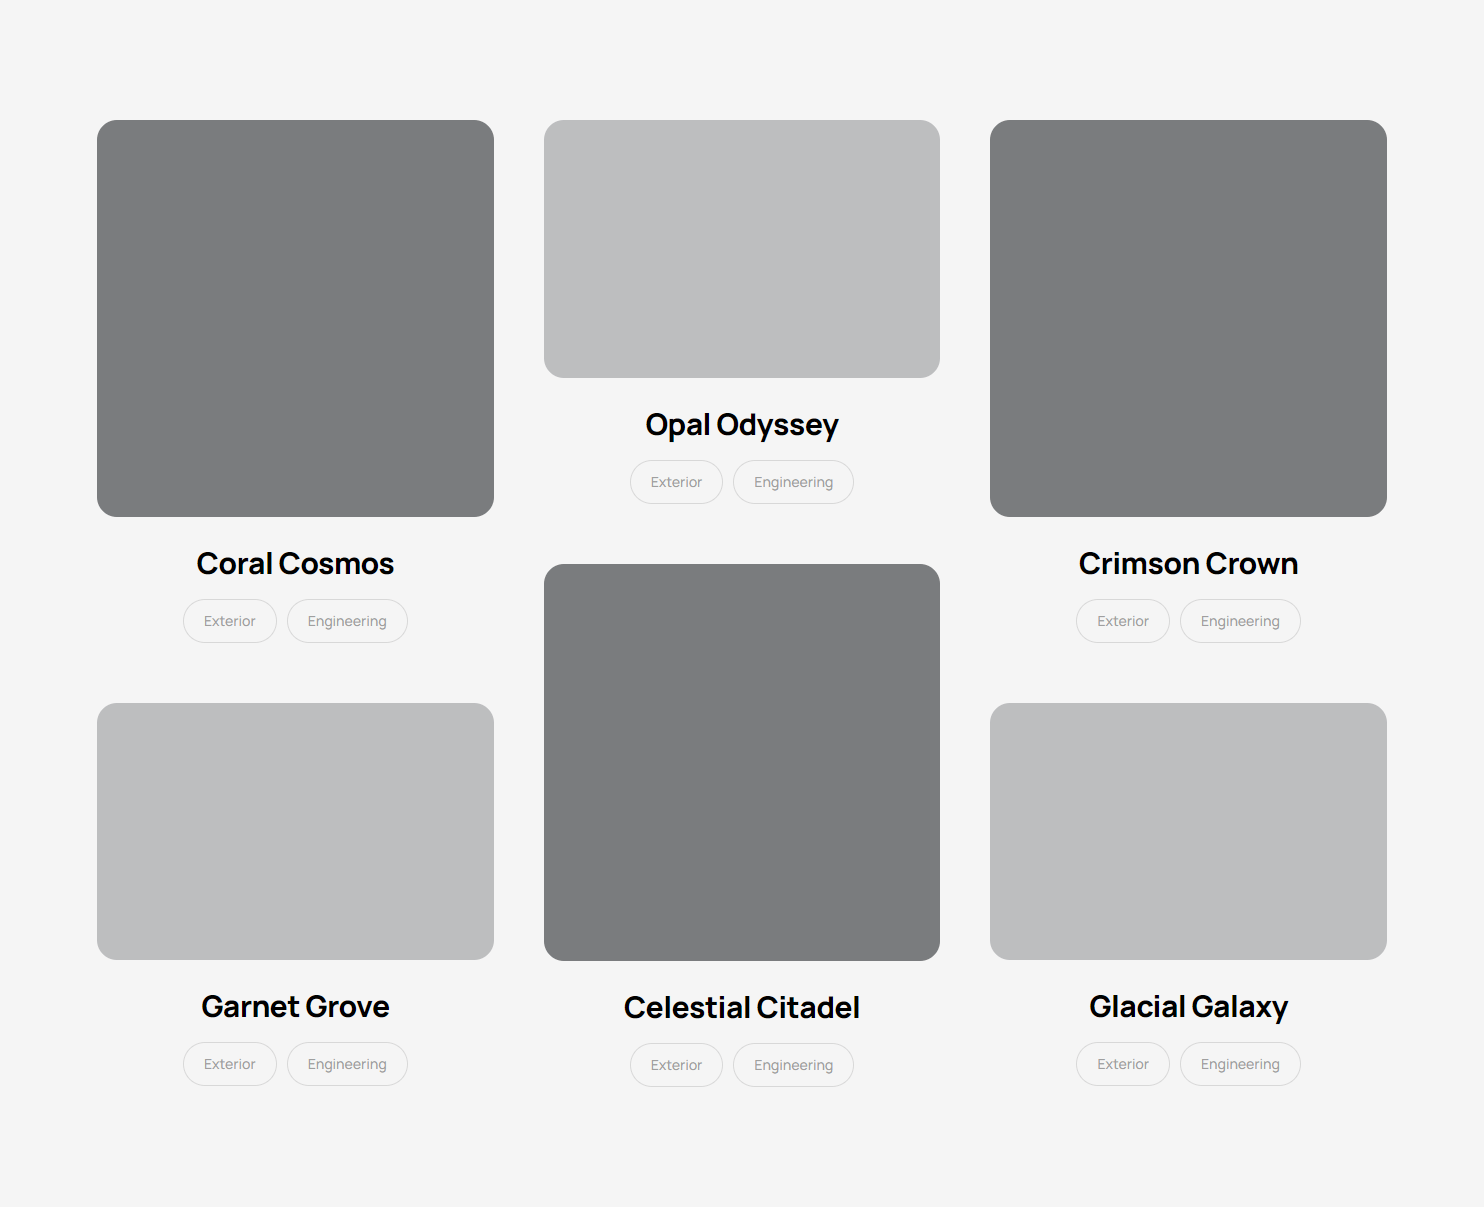 Coral Cosmos
Exterior Engineering
Opal Odyssey
Exterior Engineering
Crimson Crown
Exterior Engineering
Garnet Grove
Exterior Engineering
Celestial Citadel
Exterior Engineering
Glacial Galaxy
Exterior Engineering